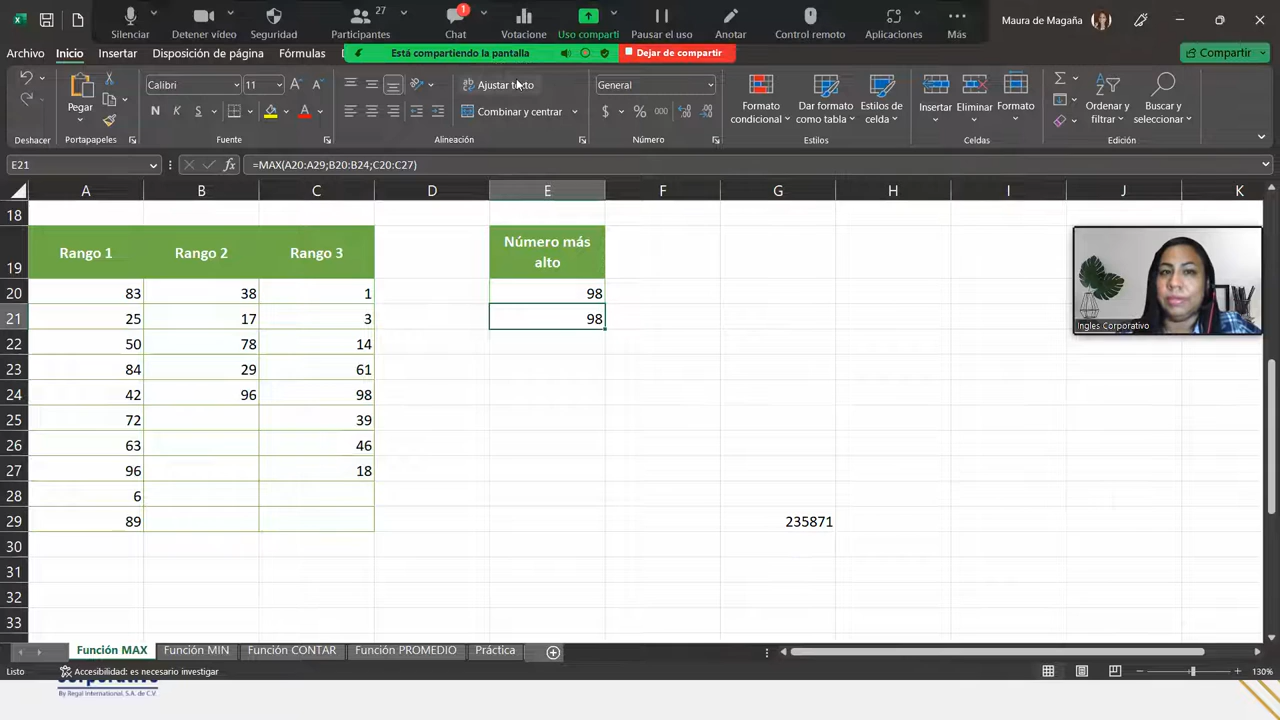 Silenciar
Detener vídeo
Seguridad
27
Participantes
1
Chat
Votacione
Uso comparti
Pausar el uso
Anotar
Control remoto
Aplicaciones
Más
Maura de Magaña
Archivo Inicio Insertar Disposición de página Fórmulas
Está compartiendo la pantalla
Dejar de compartir
Compartir
Pegar
Calibri 11
N K S
Ajustar texto
Combinar y centrar
General
$ % 000
Formato condicional
Dar formato como tabla
Estilos de celda
Insertar Eliminar Formato
Ordenar y filtrar
Buscar y seleccionar
Deshacer Portapapeles Fuente Alineación Número Estilos Celdas Edición
E21 fx =MAX(A20:A29;B20:B24;C20:C27)
A B C D E F G H I J K
18
19 Rango 1 Rango 2 Rango 3 Número más alto
20 83 38 1 98
21 25 17 3 98
22 50 78 14
23 84 29 61
24 42 96 98
25 72 39
26 63 46
27 96 18
28 6
29 89 235871
30
31
32
33
Ingles Corporativo
Función MAX Función MIN Función CONTAR Función PROMEDIO Práctica
Listo Accesibilidad: es necesario investigar 130%
By Regal International, S.A. de C.V.